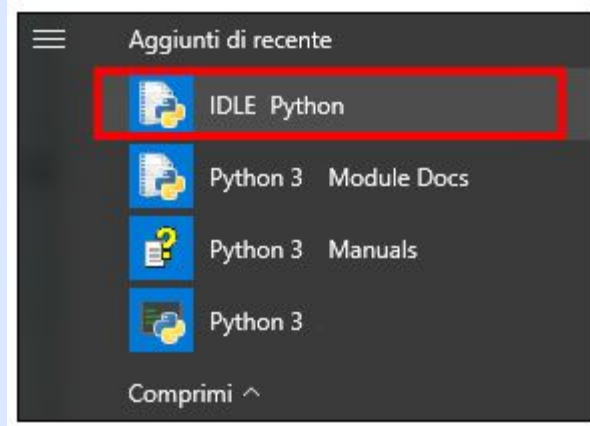 Aggiunti di recente
IDLE Python
Python 3 Module Docs
Python 3 Manuals
Python 3
Comprimi